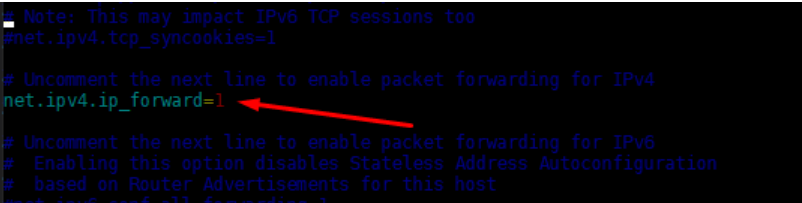 # Note: This may impact IPv6 TCP sessions too
#net.ipv4.tcp_syncookies=1
# Uncomment the next line to enable packet forwarding for IPv4
net.ipv4.ip_forward=1
# Uncomment the next line to enable packet forwarding for IPv6
#  Enabling this option disables Stateless Address Autoconfiguration
#  based on Router Advertisements for this host